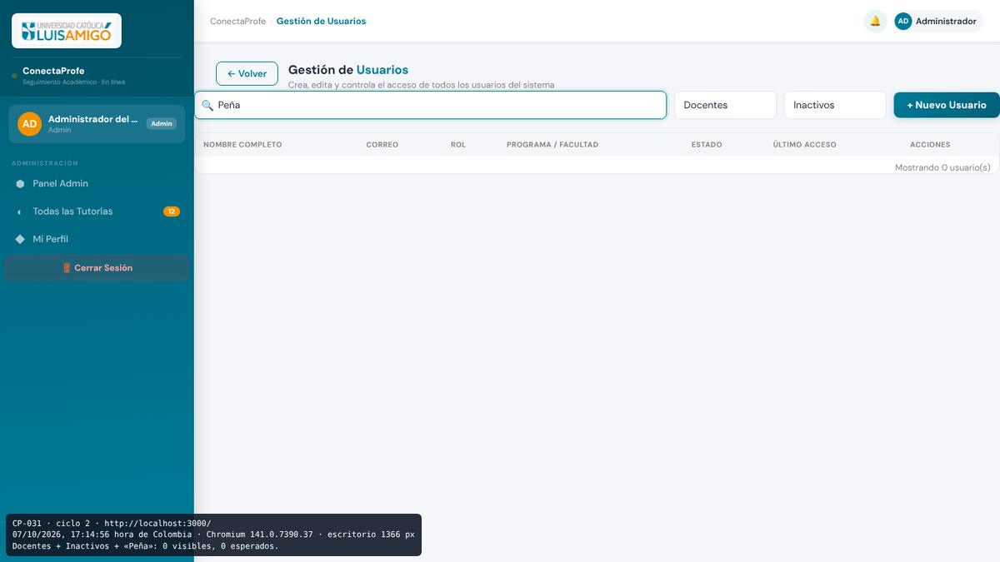 UNIVERSIDAD CATÓLICA
LUISAMIGÓ
ConectaProfe
Seguimiento Académico · En línea
AD
Administrador del ...
Admin
Admin
ADMINISTRACIÓN
Panel Admin
Todas las Tutorías
12
Mi Perfil
Cerrar Sesión
ConectaProfe › Gestión de Usuarios
AD Administrador
← Volver
Gestión de Usuarios
Crea, edita y controla el acceso de todos los usuarios del sistema
Peña
Docentes
Inactivos
+ Nuevo Usuario
NOMBRE COMPLETO CORREO ROL PROGRAMA / FACULTAD ESTADO ÚLTIMO ACCESO ACCIONES
Mostrando 0 usuario(s)
CP-031 · ciclo 2 · http://localhost:3000/
07/10/2026, 17:14:56 hora de Colombia · Chromium 141.0.7390.37 · escritorio 1366 px
Docentes + Inactivos + «Peña»: 0 visibles, 0 esperados.